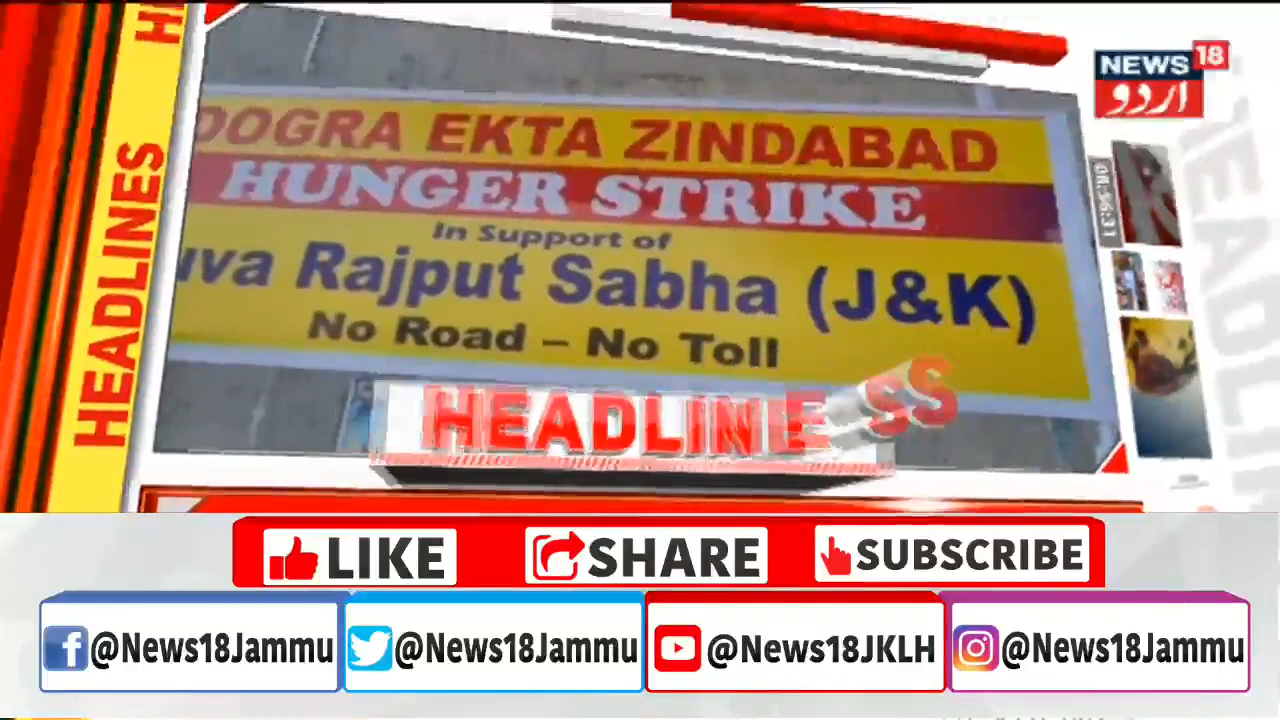 HEADLINES
NEWS 18
اردو
DOGRA EKTA ZINDABAD
HUNGER STRIKE
In Support of
Rajput Sabha (J&K)
No Road – No Toll
HEADLINE SS
LIKE
SHARE
SUBSCRIBE
@News18Jammu
@News18Jammu
@News18JKLH
@News18Jammu